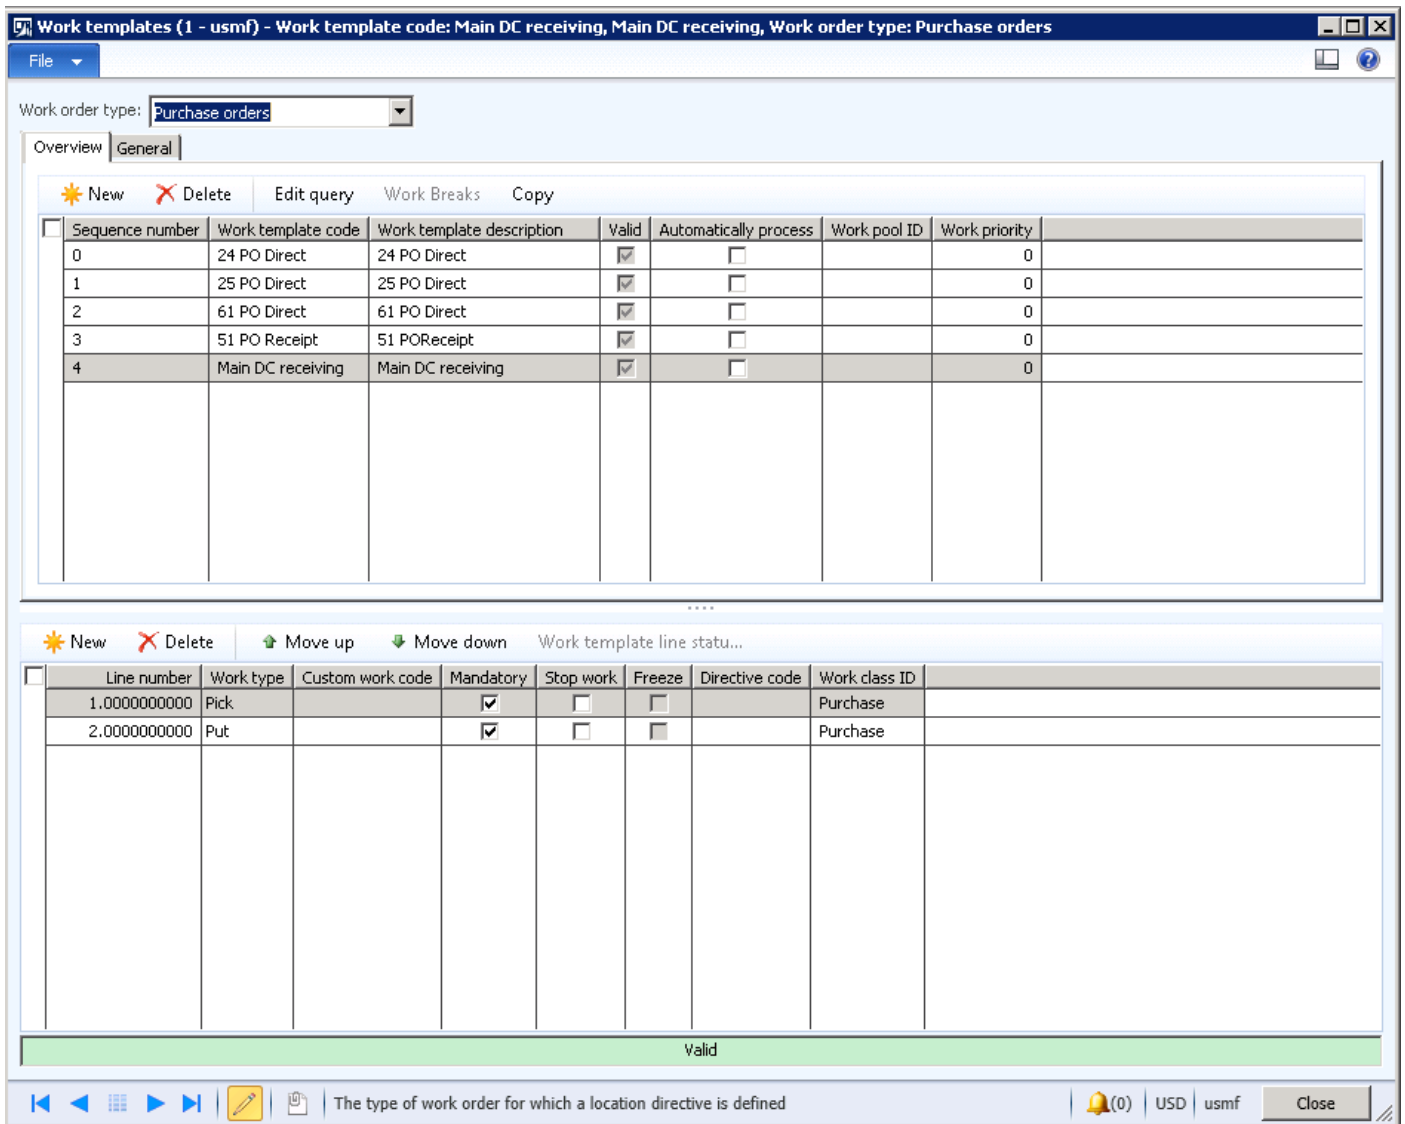 Work templates (1 - usmf) - Work template code: Main DC receiving, Main DC receiving, Work order type: Purchase orders
File
Work order type: Purchase orders
Overview General
New Delete Edit query Work Breaks Copy
Sequence number Work template code Work template description Valid Automatically process Work pool ID Work priority
0 24 PO Direct 24 PO Direct 0
1 25 PO Direct 25 PO Direct 0
2 61 PO Direct 61 PO Direct 0
3 51 PO Receipt 51 POReceipt 0
4 Main DC receiving Main DC receiving 0
New Delete Move up Move down Work template line statu...
Line number Work type Custom work code Mandatory Stop work Freeze Directive code Work class ID
1.0000000000 Pick Purchase
2.0000000000 Put Purchase
Valid
The type of work order for which a location directive is defined (0) USD usmf Close